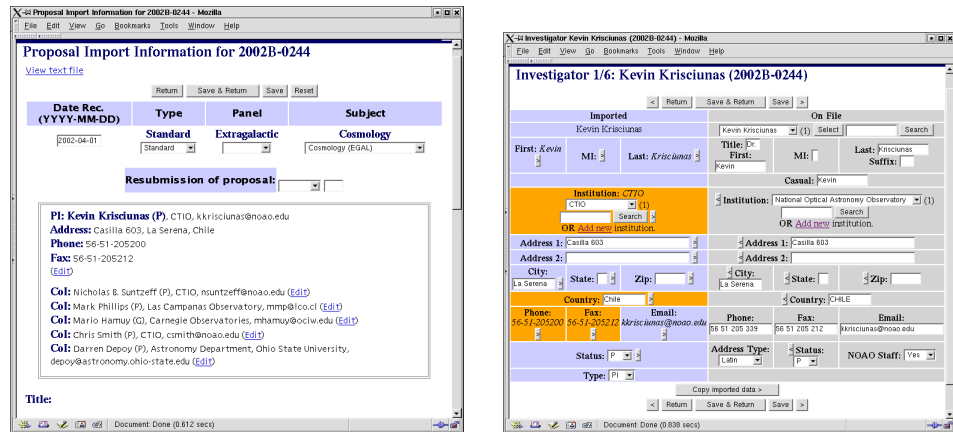 Proposal Import Information for 2002B-0244 - Mozilla
File Edit View Go Bookmarks Tools Window Help
Proposal Import Information for 2002B-0244
View text file
Return Save & Return Save Reset
Date Rec. (YYYY-MM-DD) Type Panel Subject
Standard Extragalactic Cosmology
2002-04-01 Standard Cosmology (EGAL)
Resubmission of proposal:
PI: Kevin Krisciunas (P), CTIO, kkrisciunas@noao.edu
Address: Casilla 603, La Serena, Chile
Phone: 56-51-205200
Fax: 56-51-205212
(Edit)
CoI: Nicholas B. Suntzeff (P), CTIO, nsuntzeff@noao.edu (Edit)
CoI: Mark Phillips (P), Las Campanas Observatory, mmp@lco.cl (Edit)
CoI: Mario Hamuy (G), Carnegie Observatories, mhamuy@ociw.edu (Edit)
CoI: Chris Smith (P), CTIO, csmith@noao.edu (Edit)
CoI: Darren Depoy (P), Astronomy Department, Ohio State University,
depoy@astronomy.ohio-state.edu (Edit)
Title:
Document: Done (0.612 secs)
Investigator Kevin Krisciunas (2002B-0244) - Mozilla
File Edit View Go Bookmarks Tools Window Help
Investigator 1/6: Kevin Krisciunas (2002B-0244)
< Return Save & Return Save >
Imported On File
Kevin Krisciunas Kevin Krisciunas (1) Select Search
First: Kevin > MI: > Last: Krisciunas > Title: Dr. First: Kevin MI: Last: Krisciunas Suffix:
Casual: Kevin
Institution: CTIO
CTIO (1) < Institution: National Optical Astronomy Observatory (1)
Search > Search
OR Add new institution. OR Add new institution.
Address 1: Casilla 603 > < Address 1: Casilla 603
Address 2: > < Address 2:
City: La Serena > State: > Zip: > < City: La Serena < State: < Zip:
Country: Chile > < Country: CHILE
Phone: Fax: Email: Phone: Fax: Email:
56-51-205200 56-51-205212 kkrisciunas@noao.edu 56 51 205 339 56 51 205 212 kkrisciunas@noao.edu
> > >
Status: P > Address Type: Latin < Status: P NOAO Staff: Yes
Type: PI
Copy imported data >
< Return Save & Return Save >
Document: Done (0.838 secs)